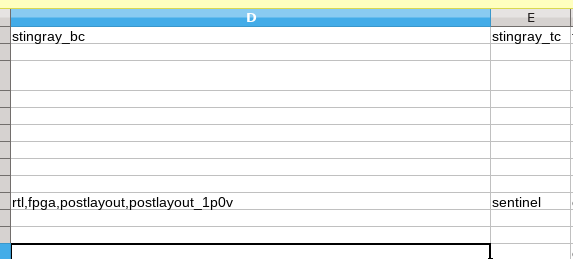 D E
stingray_bc stingray_tc
rtl,fpga,postlayout,postlayout_1p0v sentinel